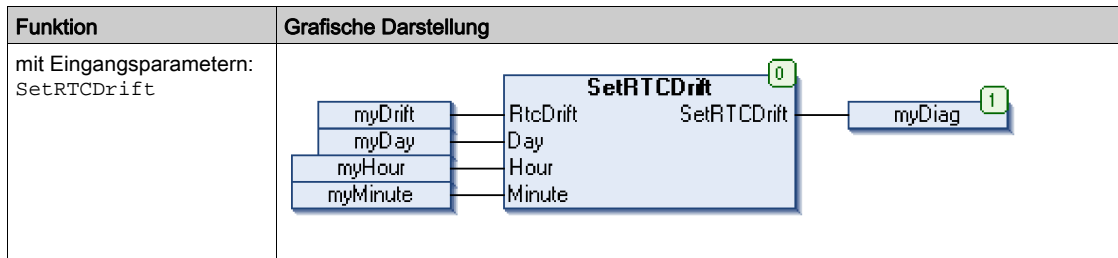 Funktion
Grafische Darstellung
mit Eingangsparametern:
SetRTCDrift
0
SetRTCDrift
myDrift
RtcDrift
SetRTCDrift
myDiag
1
myDay
Day
myHour
Hour
myMinute
Minute